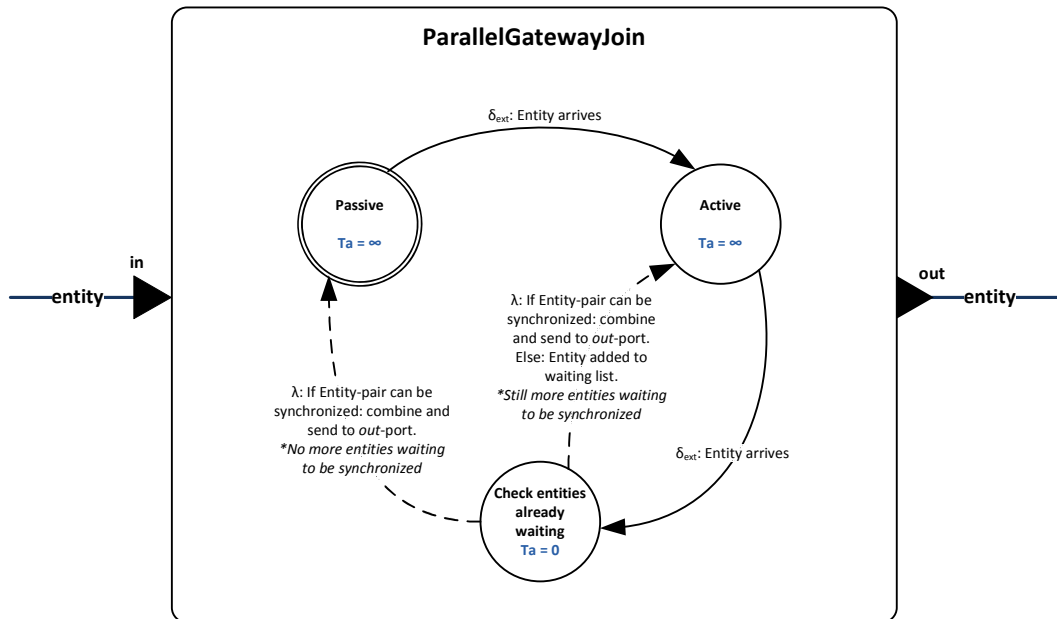 ParallelGatewayJoin
δext: Entity arrives
Passive
Ta = ∞
Active
Ta = ∞
in
entity
out
entity
λ: If Entity-pair can be
synchronized: combine
and send to out-port.
Else: Entity added to
waiting list.
*Still more entities waiting
to be synchronized
λ: If Entity-pair can be
synchronized: combine and
send to out-port.
*No more entities waiting
to be synchronized
δext: Entity arrives
Check entities
already
waiting
Ta = 0